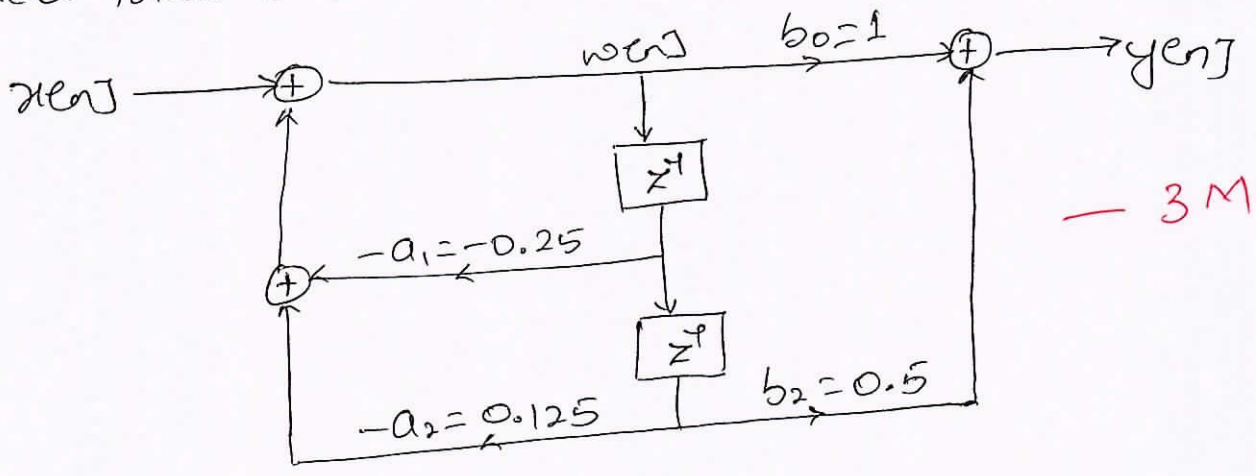 w[n] b₀=1
x[n] + + y[n]
z⁻¹
- 3 M
-a₁=-0.25
+
z⁻¹
b₂=0.5
-a₂=0.125